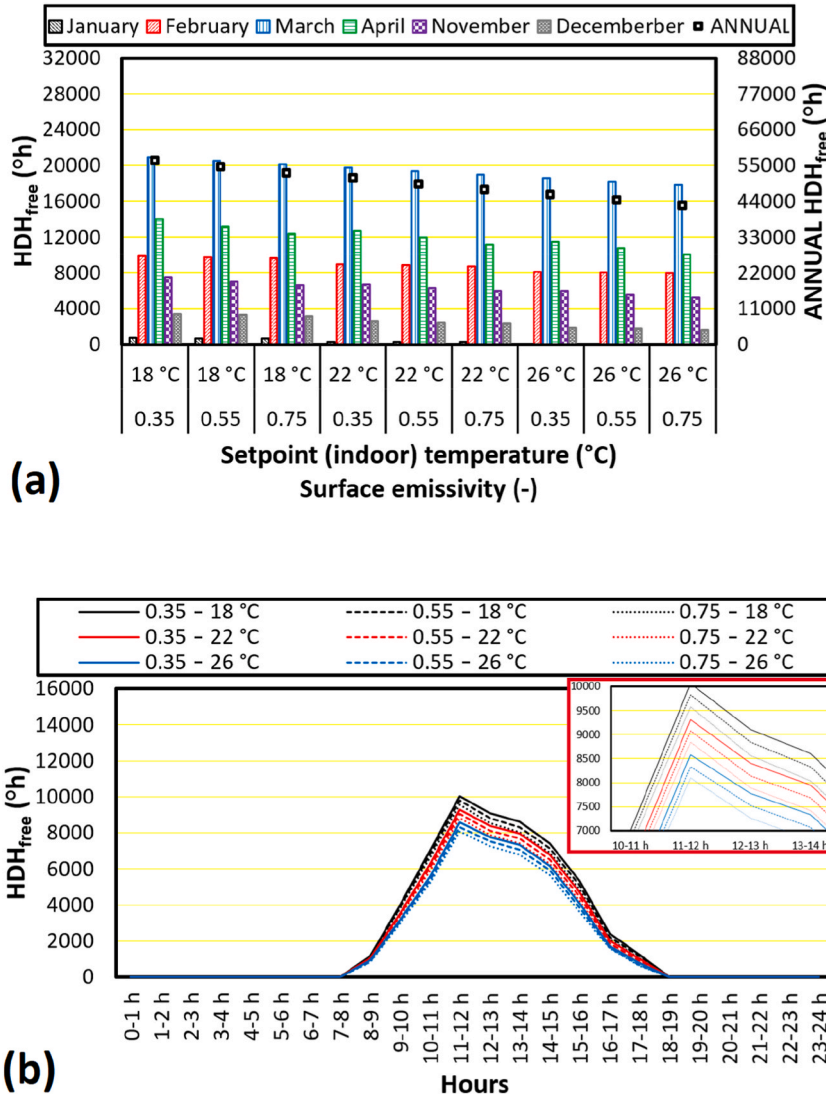 January February March April November Decemberber ANNUAL
32000 88000
28000 77000
24000 66000
20000 55000
16000 44000
12000 33000
8000 22000
4000 11000
0 0
HDHfree (°h)
ANNUAL HDHfree (°h)
18 °C 18 °C 18 °C 22 °C 22 °C 22 °C 26 °C 26 °C 26 °C
0.35 0.55 0.75 0.35 0.55 0.75 0.35 0.55 0.75
Setpoint (indoor) temperature (°C)
Surface emissivity (-)
(a)
0.35 – 18 °C 0.55 – 18 °C 0.75 – 18 °C
0.35 – 22 °C 0.55 – 22 °C 0.75 – 22 °C
0.35 – 26 °C 0.55 – 26 °C 0.75 – 26 °C
16000
14000
12000
10000
8000
6000
4000
2000
0
HDHfree (°h)
10000
9500
9000
8500
8000
7500
7000
10-11 h 11-12 h 12-13 h 13-14 h
0-1 h 1-2 h 2-3 h 3-4 h 4-5 h 5-6 h 6-7 h 7-8 h 8-9 h 9-10 h 10-11 h 11-12 h 12-13 h 13-14 h 14-15 h 15-16 h 16-17 h 17-18 h 18-19 h 19-20 h 20-21 h 21-22 h 22-23 h 23-24 h
Hours
(b)